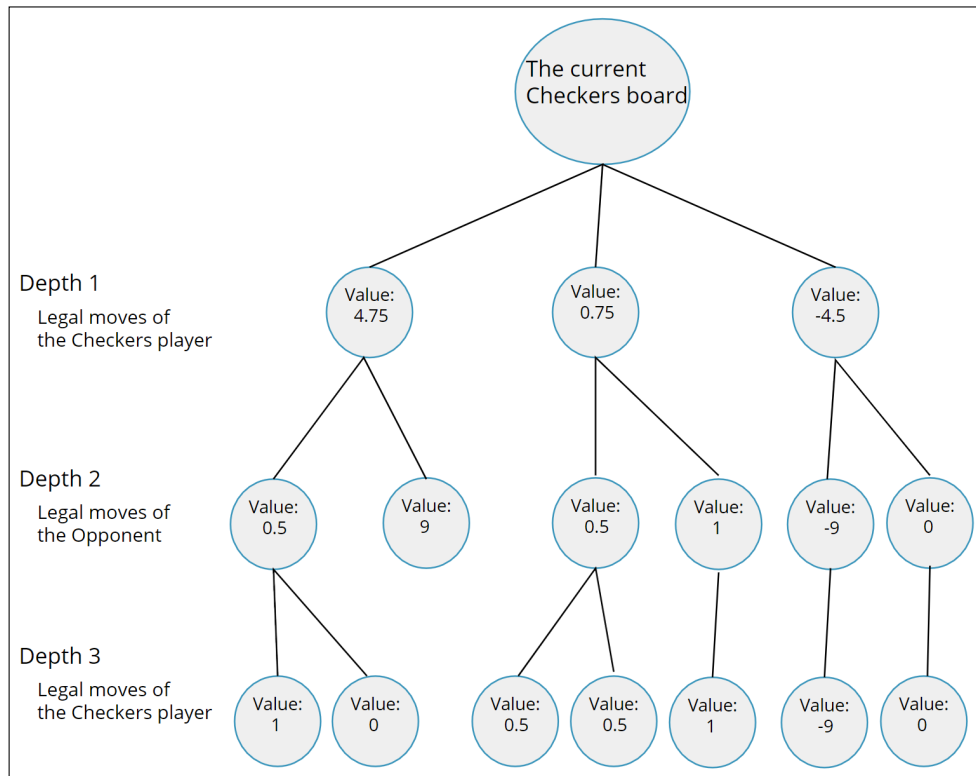 The current
Checkers board
Depth 1
Legal moves of
the Checkers player
Value:
4.75
Value:
0.75
Value:
-4.5
Depth 2
Legal moves of
the Opponent
Value:
0.5
Value:
9
Value:
0.5
Value:
1
Value:
-9
Value:
0
Depth 3
Legal moves of
the Checkers player
Value:
1
Value:
0
Value:
0.5
Value:
0.5
Value:
1
Value:
-9
Value:
0